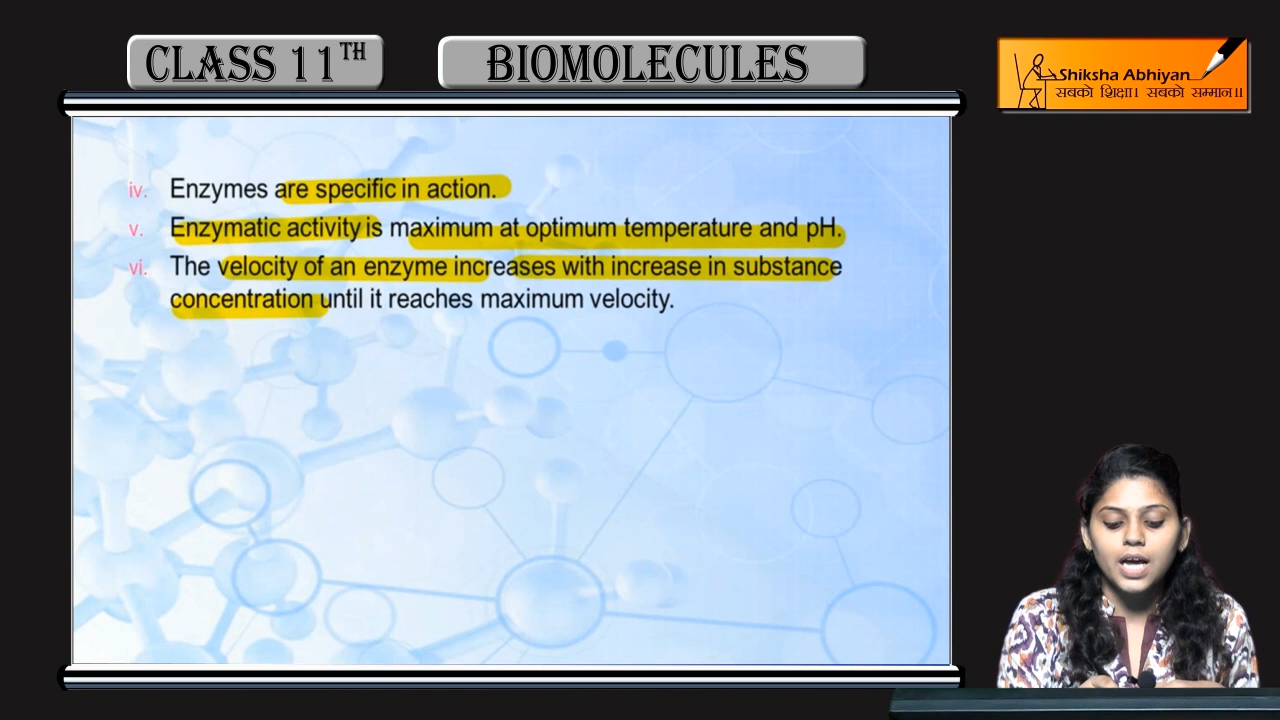 CLASS 11TH
BIOMOLECULES
Shiksha Abhiyan
सबको शिक्षा। सबको सम्मान॥
iv. Enzymes are specific in action.
v. Enzymatic activity is maximum at optimum temperature and pH.
vi. The velocity of an enzyme increases with increase in substance
concentration until it reaches maximum velocity.